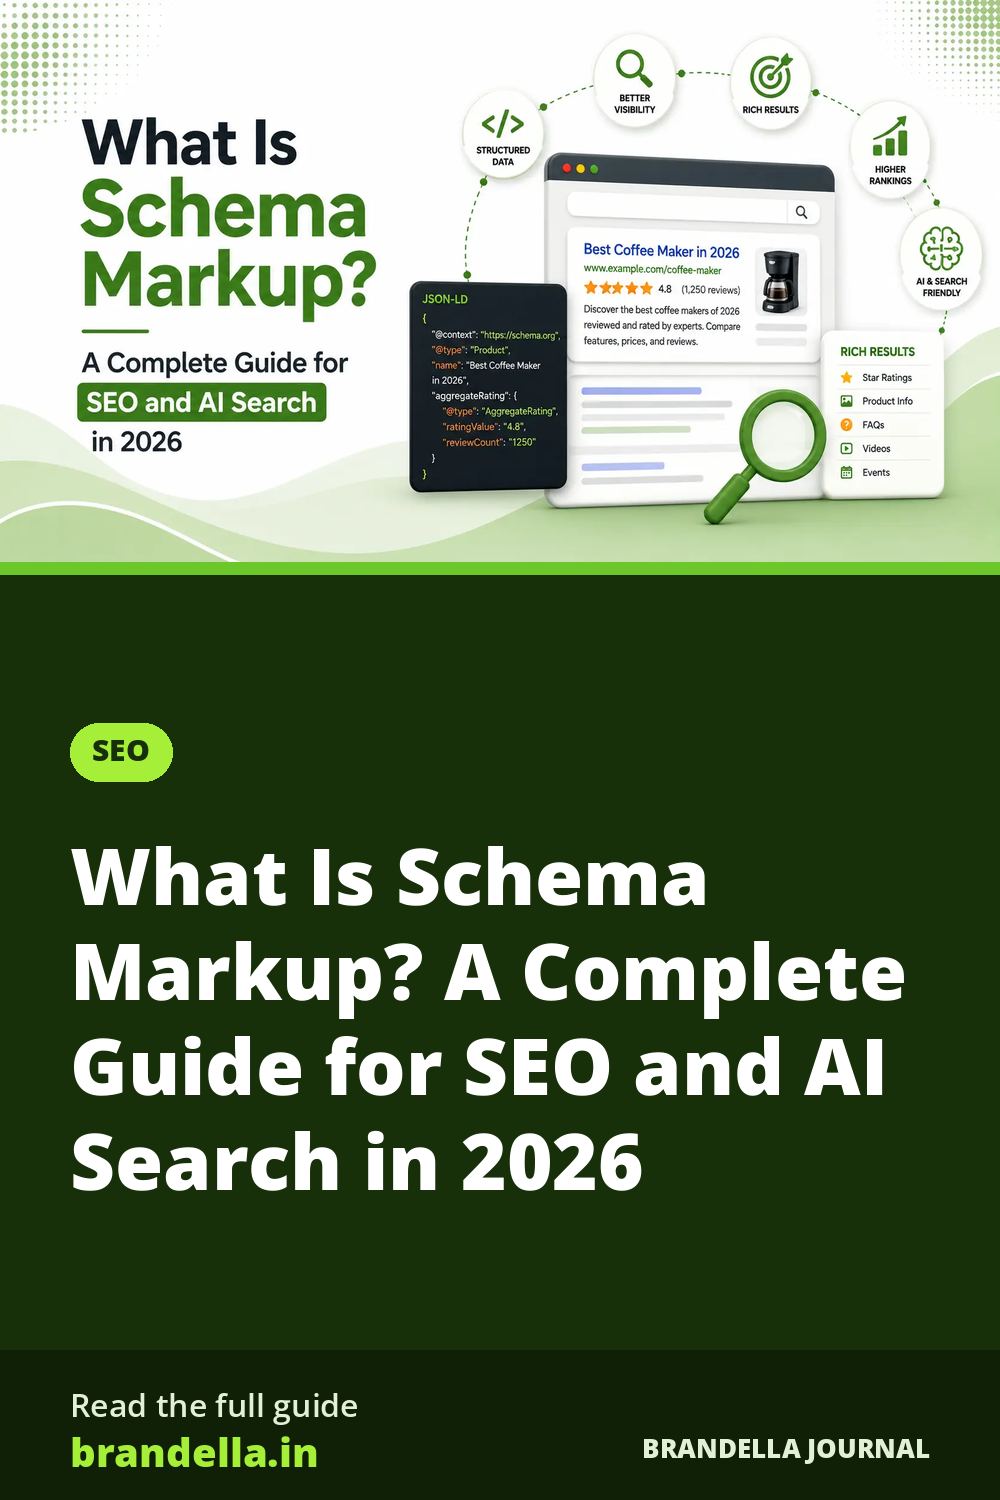 What Is
Schema
Markup?
A Complete Guide for
SEO and AI Search
in 2026
STRUCTURED
DATA
BETTER
VISIBILITY
RICH RESULTS
HIGHER
RANKINGS
AI & SEARCH
FRIENDLY
Best Coffee Maker in 2026
www.example.com/coffee-maker
4.8 (1,250 reviews)
Discover the best coffee makers of 2026
reviewed and rated by experts. Compare
features, prices, and reviews.
JSON-LD
{
"@context": "https://schema.org",
"@type": "Product",
"name": "Best Coffee Maker
in 2026",
"aggregateRating": {
"@type": "AggregateRating",
"ratingValue": "4.8",
"reviewCount": "1250"
}
}
RICH RESULTS
Star Ratings
Product Info
FAQs
Videos
Events
SEO
What Is Schema
Markup? A Complete
Guide for SEO and AI
Search in 2026
Read the full guide
brandella.in
BRANDELLA JOURNAL